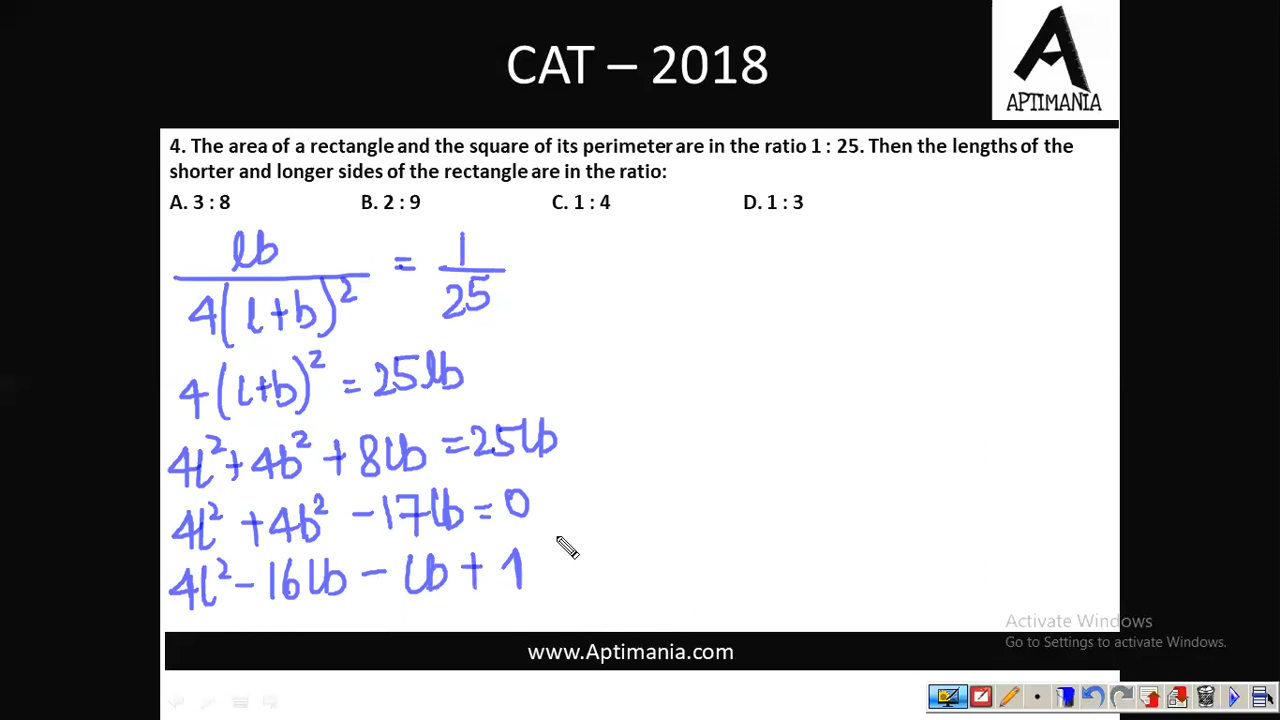 CAT – 2018
APTIMANIA
4. The area of a rectangle and the square of its perimeter are in the ratio 1 : 25. Then the lengths of the
shorter and longer sides of the rectangle are in the ratio:
A. 3 : 8 B. 2 : 9 C. 1 : 4 D. 1 : 3
lb / 4(l+b)² = 1 / 25
4(l+b)² = 25lb
4l² + 4b² + 8lb = 25lb
4l² + 4b² - 17lb = 0
4l² - 16lb - lb + 1
Activate Windows
Go to Settings to activate Windows.
www.Aptimania.com